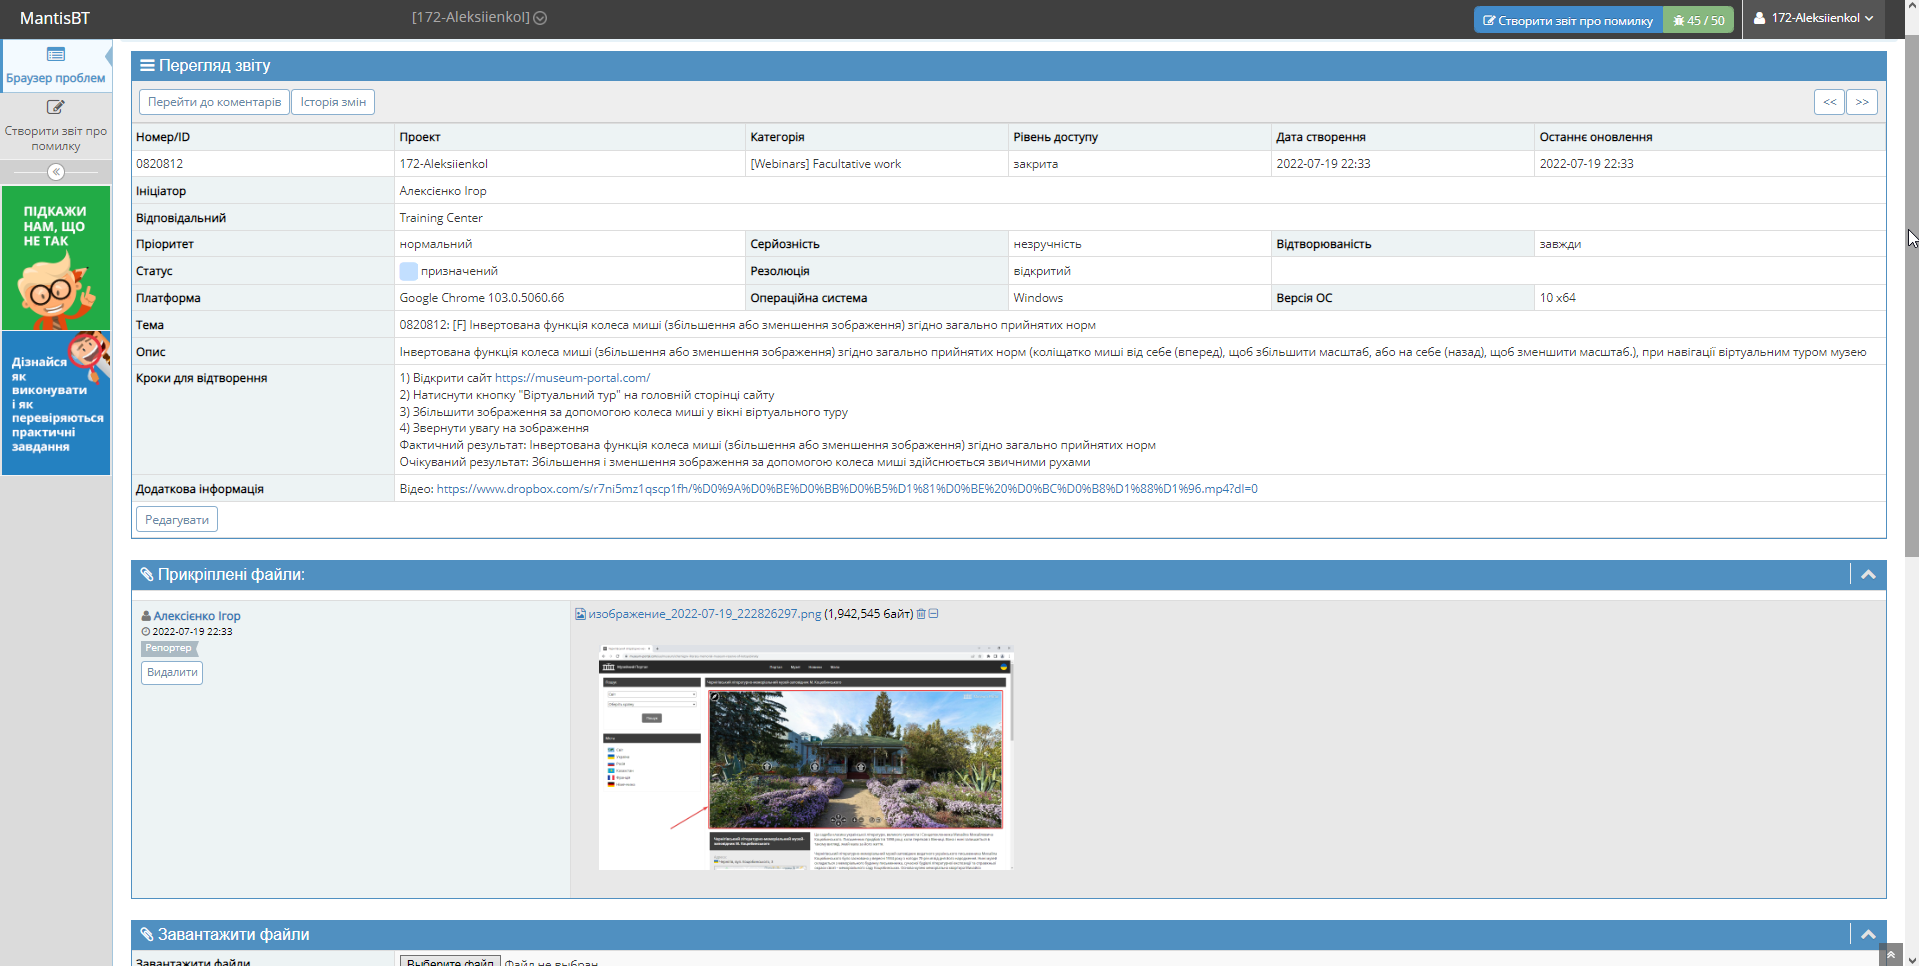 MantisBT
[172-Aleksiienkol]
Створити звіт про помилку
45 / 50
172-Aleksiienkol
Браузер проблем
Створити звіт про
помилку
ПІДКАЖИ
НАМ, ЩО
НЕ ТАК
Дізнайся
як
виконувати
і як
перевіряються
практичні
завдання
Перегляд звіту
Перейти до коментарів
Історія змін
<<
>>
Номер/ID Проект Категорія Рівень доступу Дата створення Останнє оновлення
0820812 172-Aleksiienkol [Webinars] Facultative work закрита 2022-07-19 22:33 2022-07-19 22:33
Ініціатор Алексієнко Ігор
Відповідальний Training Center
Пріоритет нормальний Серйозність незручність Відтворюваність завжди
Статус призначений Резолюція відкритий
Платформа Google Chrome 103.0.5060.66 Операційна система Windows Версія ОС 10 x64
Тема 0820812: [F] Інвертована функція колеса миші (збільшення або зменшення зображення) згідно загально прийнятих норм
Опис Інвертована функція колеса миші (збільшення або зменшення зображення) згідно загально прийнятих норм (коліщатко миші від себе (вперед), щоб збільшити масштаб, або на себе (назад), щоб зменшити масштаб.), при навігації віртуальним туром музею
Кроки для відтворення 1) Відкрити сайт https://museum-portal.com/
2) Натиснути кнопку "Віртуальний тур" на головній сторінці сайту
3) Збільшити зображення за допомогою колеса миші у вікні віртуального туру
4) Звернути увагу на зображення
Фактичний результат: Інвертована функція колеса миші (збільшення або зменшення зображення) згідно загально прийнятих норм
Очікуваний результат: Збільшення і зменшення зображення за допомогою колеса миші здійснюється звичними рухами
Додаткова інформація Відео: https://www.dropbox.com/s/r7ni5mz1qscp1fh/%D0%9A%D0%BE%D0%BB%D0%B5%D1%81%D0%BE%20%D0%BC%D0%B8%D1%88%D1%96.mp4?dl=0
Редагувати
Прикріплені файли:
Алексієнко Ігор
2022-07-19 22:33
Репортер
Видалити
изображение_2022-07-19_222826297.png (1,942,545 байт)
Завантажити файли
Завантажити файли Выберите файл Файл не выбран